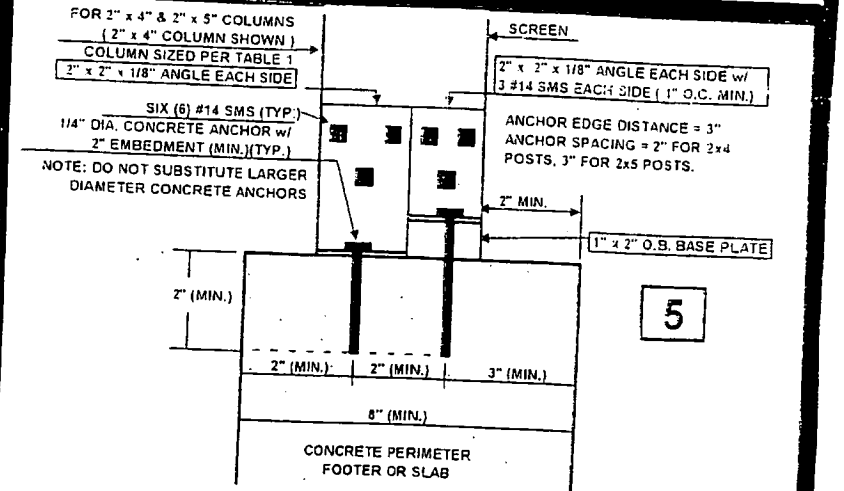 FOR 2" x 4" & 2" x 5" COLUMNS
( 2" x 4" COLUMN SHOWN )
COLUMN SIZED PER TABLE 1
2" x 2" x 1/8" ANGLE EACH SIDE
SIX (6) #14 SMS (TYP.)
1/4" DIA. CONCRETE ANCHOR w/
2" EMBEDMENT (MIN.)(TYP.)
NOTE: DO NOT SUBSTITUTE LARGER
DIAMETER CONCRETE ANCHORS
SCREEN
2" x 2" x 1/8" ANGLE EACH SIDE w/
3 #14 SMS EACH SIDE ( 1" O.C. MIN.)
ANCHOR EDGE DISTANCE = 3"
ANCHOR SPACING = 2" FOR 2x4
POSTS, 3" FOR 2x5 POSTS.
2" MIN.
1" x 2" O.B. BASE PLATE
2" (MIN.)
5
2" (MIN.)
2" (MIN.)
3" (MIN.)
8" (MIN.)
CONCRETE PERIMETER
FOOTER OR SLAB